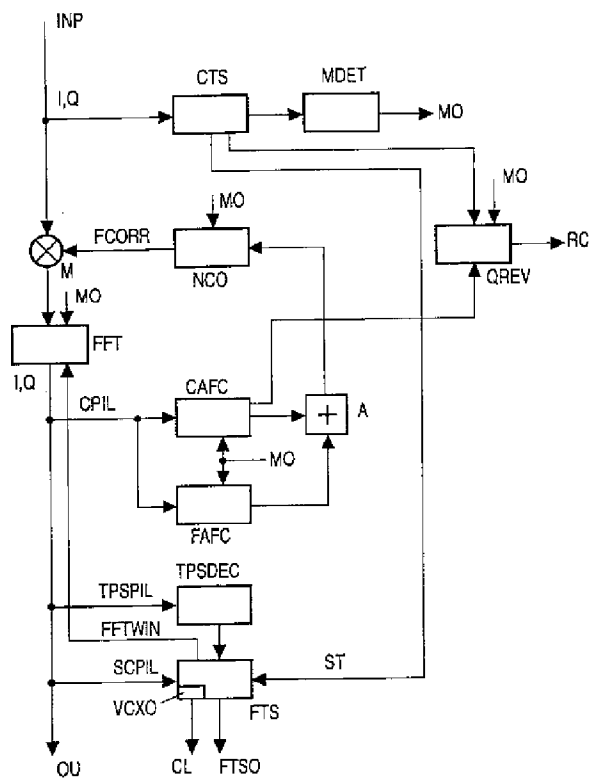 INP
CTS
MDET
I,Q
MO
MO
MO
FCORR
RC
M
NCO
QREV
MO
FFT
I,Q
CAFC
CPIL
+
A
MO
FAFC
TPSDEC
TPSPIL
FFTWIN
SCPIL
ST
VCXO
FTS
OU
CL
FTSO